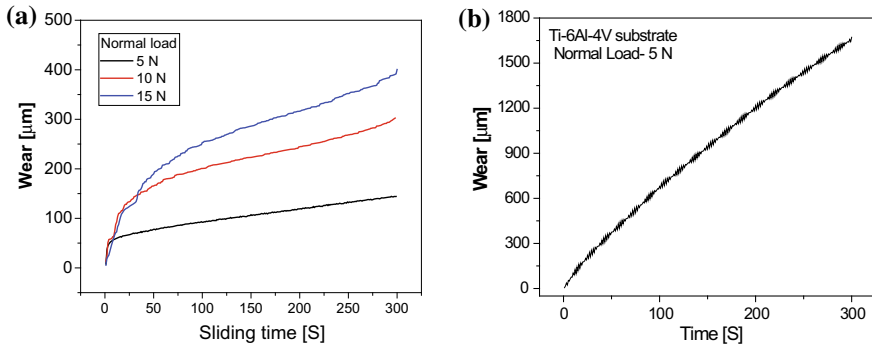 (a)
500
400
300
200
100
0
Wear [μm]
Normal load
5 N
10 N
15 N
0 50 100 150 200 250 300
Sliding time [S]
(b)
1800
1500
1200
900
600
300
0
Wear [μm]
Ti-6Al-4V substrate
Normal Load- 5 N
0 100 200 300
Time [S]